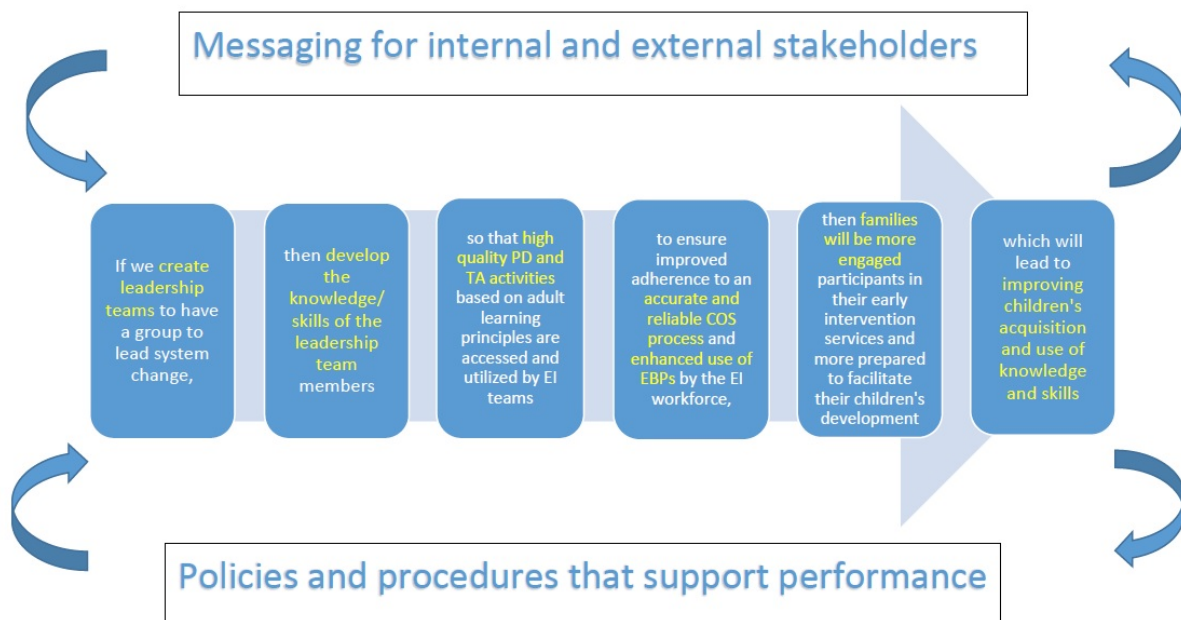 Messaging for internal and external stakeholders
If we create
leadership
teams to have
a group to
lead system
change,
then develop
the
knowledge/
skills of the
leadership
team
members
so that high
quality PD and
TA activities
based on adult
learning
principles are
accessed and
utilized by EI
teams
to ensure
improved
adherence to an
accurate and
reliable COS
process and
enhanced use of
EBPs by the EI
workforce,
then families
will be more
engaged
participants in
their early
intervention
services and
more prepared
to facilitate
their children's
development
which will
lead to
improving
children's
acquisition
and use of
knowledge
and skills
Policies and procedures that support performance